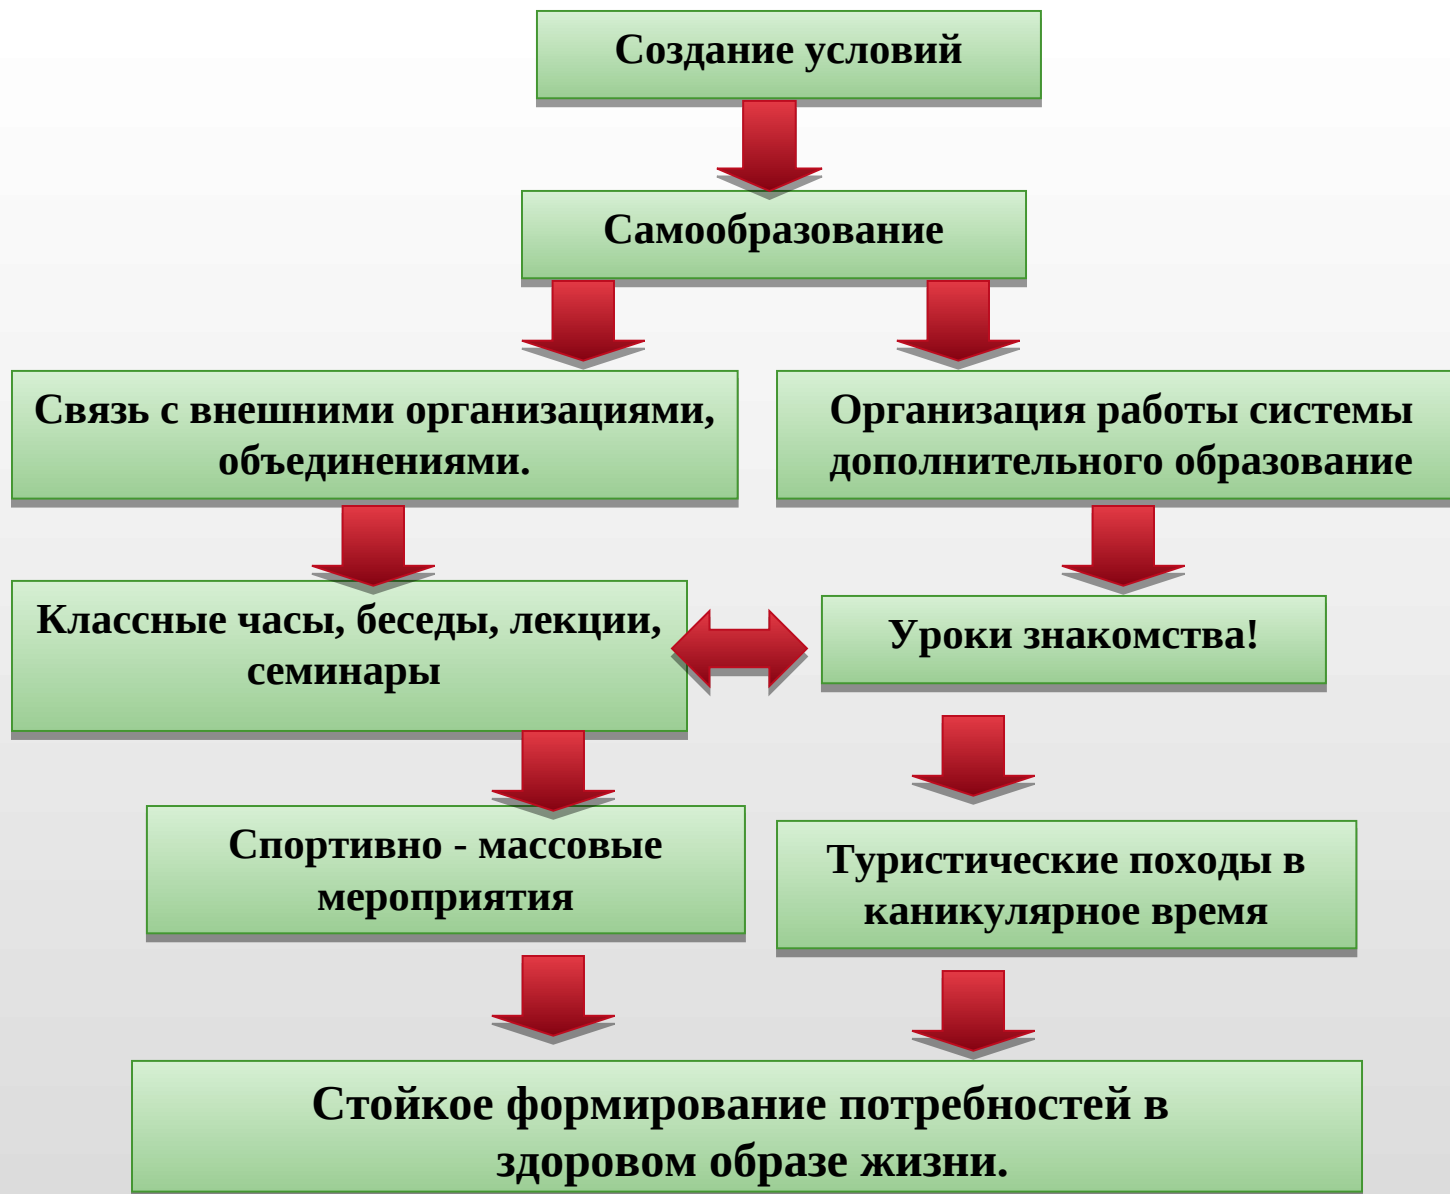 Создание условий
Самообразование
Связь с внешними организациями,
объединениями.
Организация работы системы
дополнительного образование
Классные часы, беседы, лекции,
семинары
Уроки знакомства!
Спортивно - массовые
мероприятия
Туристические походы в
каникулярное время
Стойкое формирование потребностей в
здоровом образе жизни.